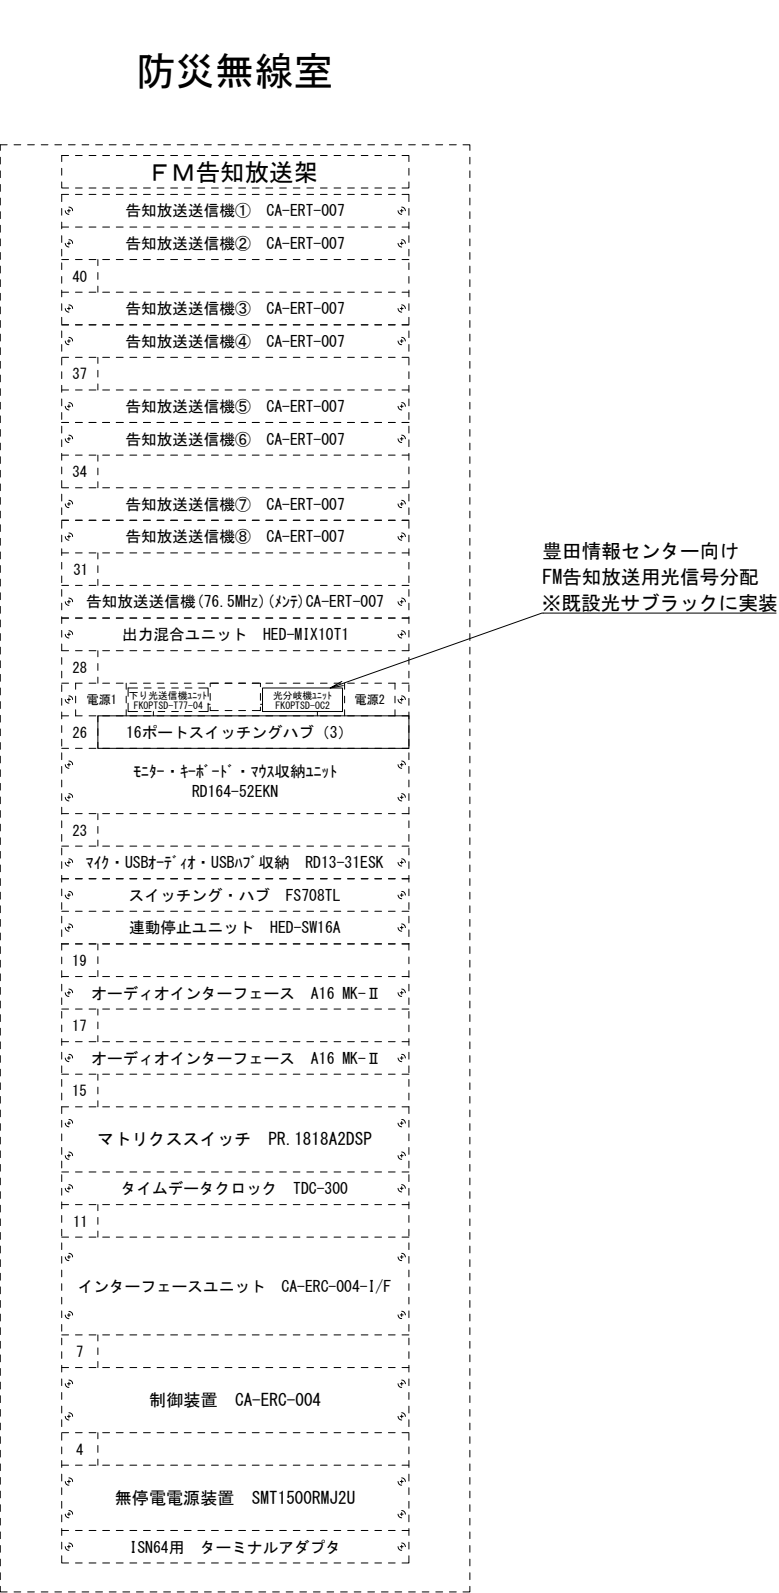 防災無線室
ＦＭ告知放送架
告知放送送信機①　CA-ERT-007
告知放送送信機②　CA-ERT-007
40
告知放送送信機③　CA-ERT-007
告知放送送信機④　CA-ERT-007
37
告知放送送信機⑤　CA-ERT-007
告知放送送信機⑥　CA-ERT-007
34
告知放送送信機⑦　CA-ERT-007
告知放送送信機⑧　CA-ERT-007
31
告知放送送信機(76.5MHz)(ﾒﾝﾃ)CA-ERT-007
出力混合ユニット　HED-MIX10T1
28
電源1
下り光送信機ﾕﾆｯﾄ
FKOPTSD-T77-04
光分岐機ﾕﾆｯﾄ
FKOPTSD-OC2
電源2
豊田情報センター向け
FM告知放送用光信号分配
※既設光サブラックに実装
26
16ポートスイッチングハブ（3）
ﾓﾆﾀｰ・ｷｰﾎﾞｰﾄﾞ・ﾏｳｽ収納ﾕﾆｯﾄ
RD164-52EKN
23
ﾏｲｸ・USBｵｰﾃﾞｨｵ・USBﾊﾌﾞ収納　RD13-31ESK
スイッチング・ハブ　FS708TL
連動停止ユニット　HED-SW16A
19
オーディオインターフェース　A16 MK-Ⅱ
17
オーディオインターフェース　A16 MK-Ⅱ
15
マトリクススイッチ　PR.1818A2DSP
タイムデータクロック　TDC-300
11
インターフェースユニット　CA-ERC-004-I/F
7
制御装置　CA-ERC-004
4
無停電電源装置　SMT1500RMJ2U
ISN64用　ターミナルアダプタ